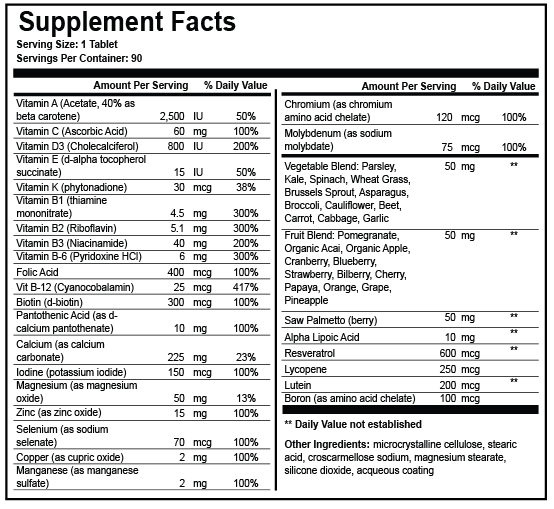 Supplement Facts
Serving Size: 1 Tablet
Servings Per Container: 90
Amount Per Serving % Daily Value
Vitamin A (Acetate, 40% as
beta carotene) 2,500 IU 50%
Vitamin C (Ascorbic Acid) 60 mg 100%
Vitamin D3 (Cholecalciferol) 800 IU 200%
Vitamin E (d-alpha tocopherol
succinate) 15 IU 50%
Vitamin K (phytonadione) 30 mcg 38%
Vitamin B1 (thiamine
mononitrate) 4.5 mg 300%
Vitamin B2 (Riboflavin) 5.1 mg 300%
Vitamin B3 (Niacinamide) 40 mg 200%
Vitamin B-6 (Pyridoxine HCl) 6 mg 300%
Folic Acid 400 mcg 100%
Vit B-12 (Cyanocobalamin) 25 mcg 417%
Biotin (d-biotin) 300 mcg 100%
Pantothenic Acid (as d-
calcium pantothenate) 10 mg 100%
Calcium (as calcium
carbonate) 225 mg 23%
Iodine (potassium iodide) 150 mcg 100%
Magnesium (as magnesium
oxide) 50 mg 13%
Zinc (as zinc oxide) 15 mg 100%
Selenium (as sodium
selenate) 70 mcg 100%
Copper (as cupric oxide) 2 mg 100%
Manganese (as manganese
sulfate) 2 mg 100%
Amount Per Serving % Daily Value
Chromium (as chromium
amino acid chelate) 120 mcg 100%
Molybdenum (as sodium
molybdate) 75 mcg 100%
Vegetable Blend: Parsley, 50 mg **
Kale, Spinach, Wheat Grass,
Brussels Sprout, Asparagus,
Broccoli, Cauliflower, Beet,
Carrot, Cabbage, Garlic
Fruit Blend: Pomegranate, 50 mg **
Organic Acai, Organic Apple,
Cranberry, Blueberry,
Strawberry, Bilberry, Cherry,
Papaya, Orange, Grape,
Pineapple
Saw Palmetto (berry) 50 mg **
Alpha Lipoic Acid 10 mg **
Resveratrol 600 mcg **
Lycopene 250 mcg
Lutein 200 mcg **
Boron (as amino acid chelate) 100 mcg
** Daily Value not established
Other Ingredients: microcrystalline cellulose, stearic
acid, croscarmellose sodium, magnesium stearate,
silicone dioxide, acqueous coating